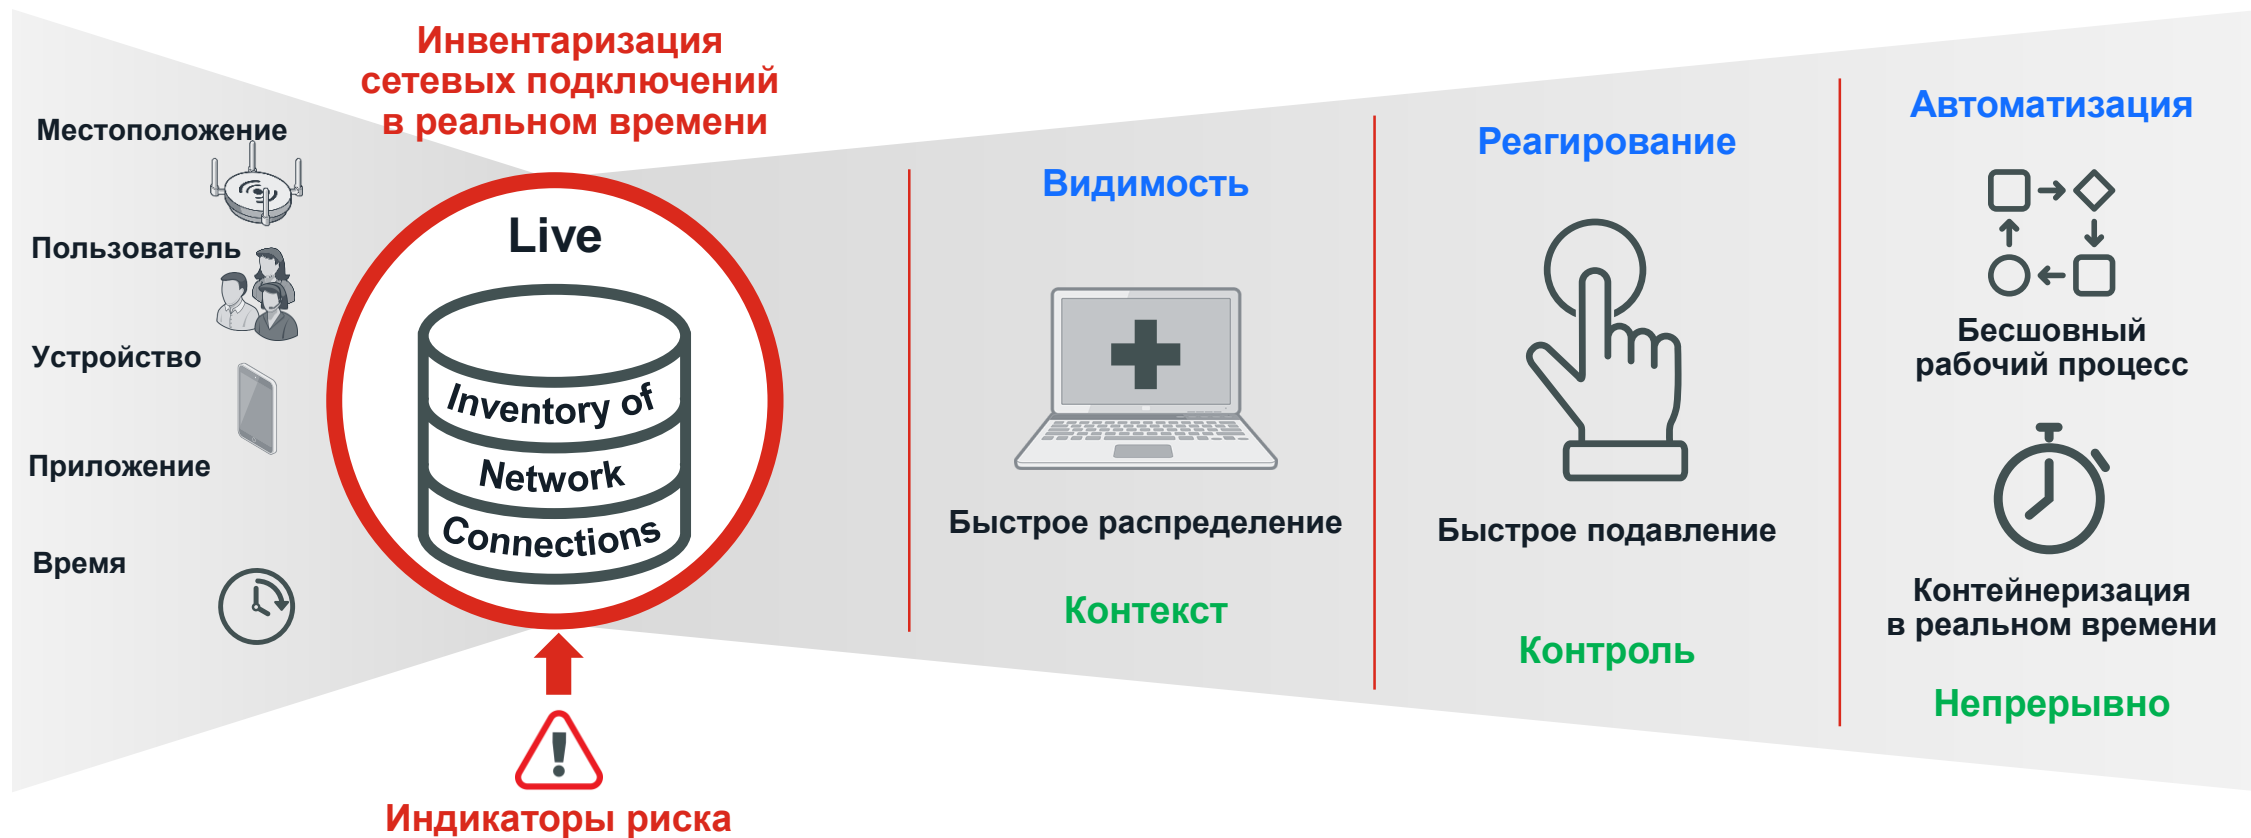 Инвентаризация
сетевых подключений
в реальном времени
Местоположение
Пользователь
Устройство
Приложение
Время
Live
Inventory of
Network
Connections
Индикаторы риска
Видимость
Быстрое распределение
Контекст
Реагирование
Быстрое подавление
Контроль
Автоматизация
Бесшовный
рабочий процесс
Контейнеризация
в реальном времени
Непрерывно